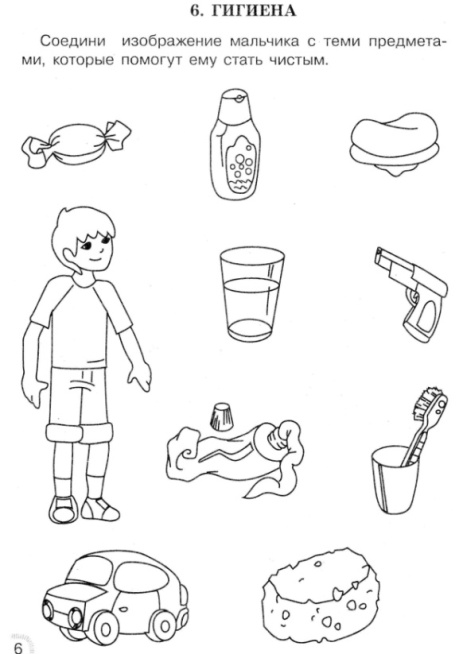 6. ГИГИЕНА
Соедини изображение мальчика с теми предмета-
ми, которые помогут ему стать чистым.
6